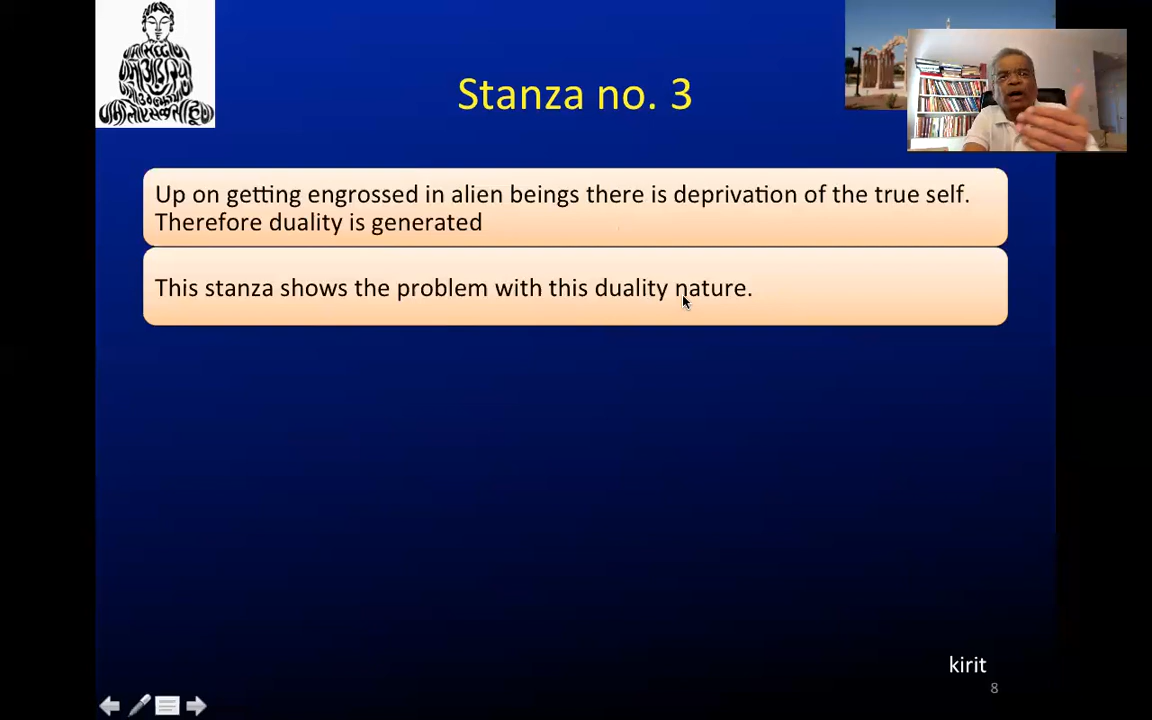 Stanza no. 3
Up on getting engrossed in alien beings there is deprivation of the true self.
Therefore duality is generated
This stanza shows the problem with this duality nature.
kirit
8